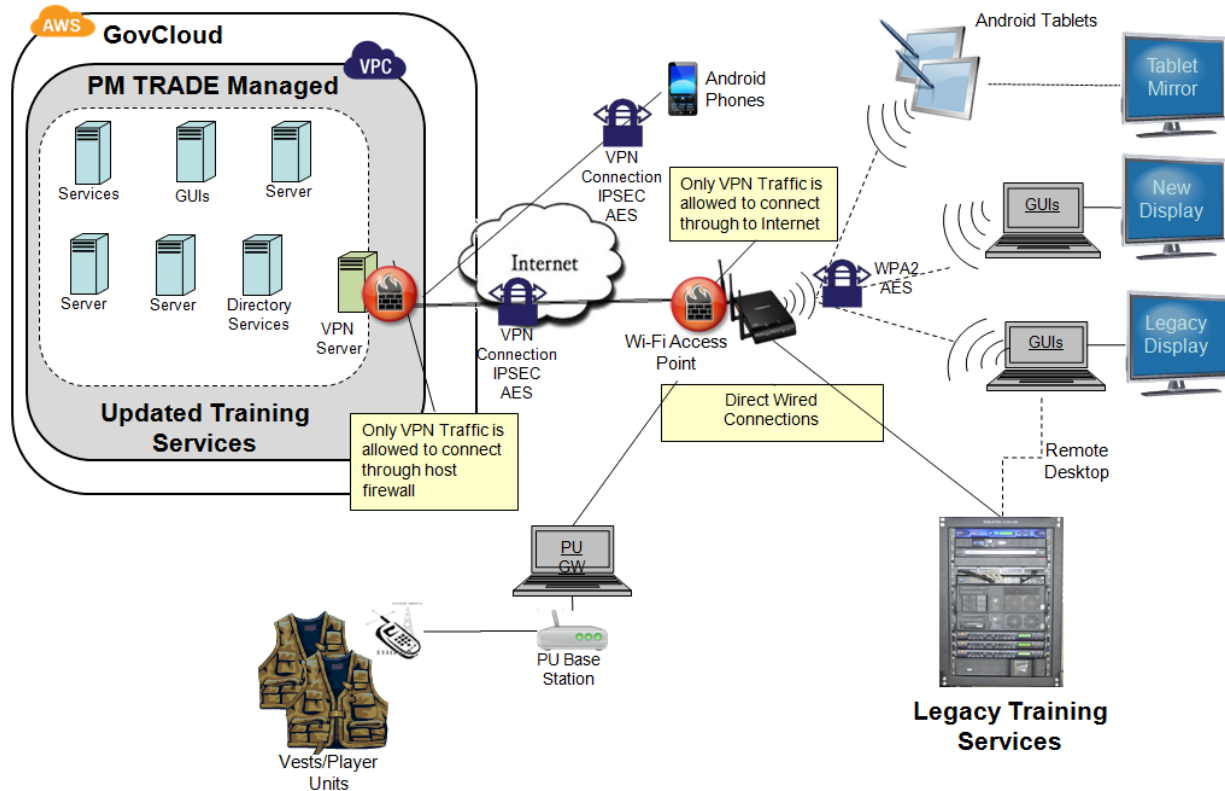 AWS
GovCloud
VPC
PM TRADE Managed
Services
GUIs
Server
Server
Server
Directory
Services
VPN
Server
Updated Training
Services
Only VPN Traffic is
allowed to connect
through host
firewall
Internet
VPN
Connection
IPSEC
AES
VPN
Connection
IPSEC
AES
Android
Phones
Only VPN Traffic is
allowed to connect
through to Internet
Wi-Fi Access
Point
WPA2
AES
Direct Wired
Connections
Android Tablets
Tablet
Mirror
GUIs
New
Display
GUIs
Legacy
Display
Remote
Desktop
Legacy Training
Services
PU
GW
PU Base
Station
Vests/Player
Units